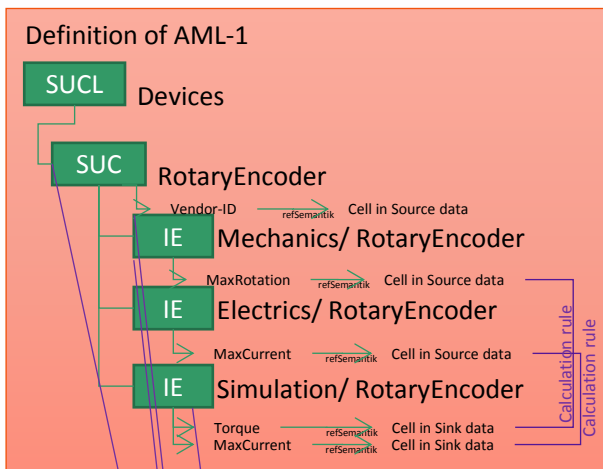 Definition of AML-1
SUCL
Devices
SUC
RotaryEncoder
Vendor-ID refSemantik Cell in Source data
IE
Mechanics/ RotaryEncoder
MaxRotation refSemantik Cell in Source data
IE
Electrics/ RotaryEncoder
MaxCurrent refSemantik Cell in Source data
IE
Simulation/ RotaryEncoder
Torque refSemantik Cell in Sink data
MaxCurrent refSemantik Cell in Sink data
Calculation rule
Calculation rule